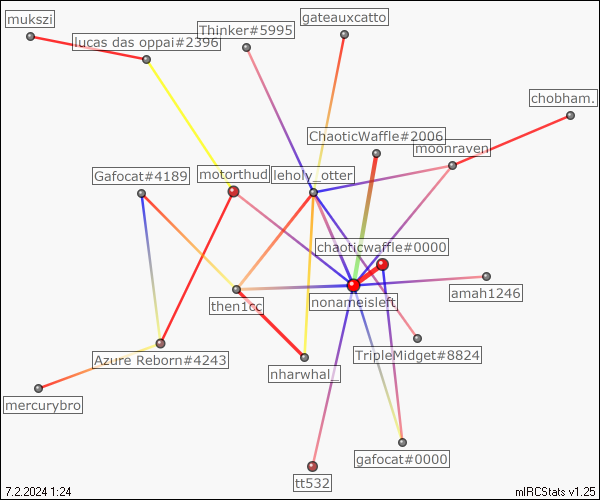 mukszi
gateauxcatto
Thinker#5995
lucas das oppai#2396
chobham.
ChaoticWaffle#2006
moonraven
Gafocat#4189
motorthud
leholy_otter
chaoticwaffle#0000
amah1246
then1cc
nonameisleft
Azure Reborn#4243
TripleMidget#8824
nharwhal_
mercurybro
gafocat#0000
tt532
7.2.2024 1:24
mIRCStats v1.25